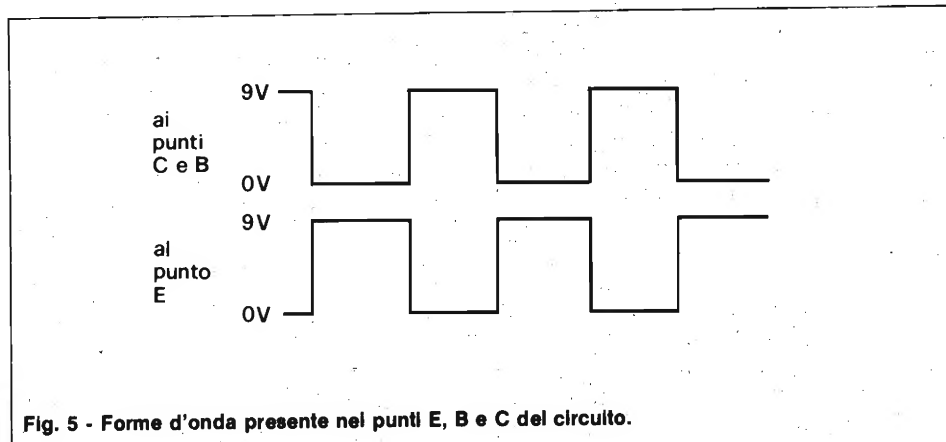 9V
ai
punti
C e B
0V
9V
al
punto
E
0V
Fig. 5 - Forme d'onda presente nei punti E, B e C del circuito.